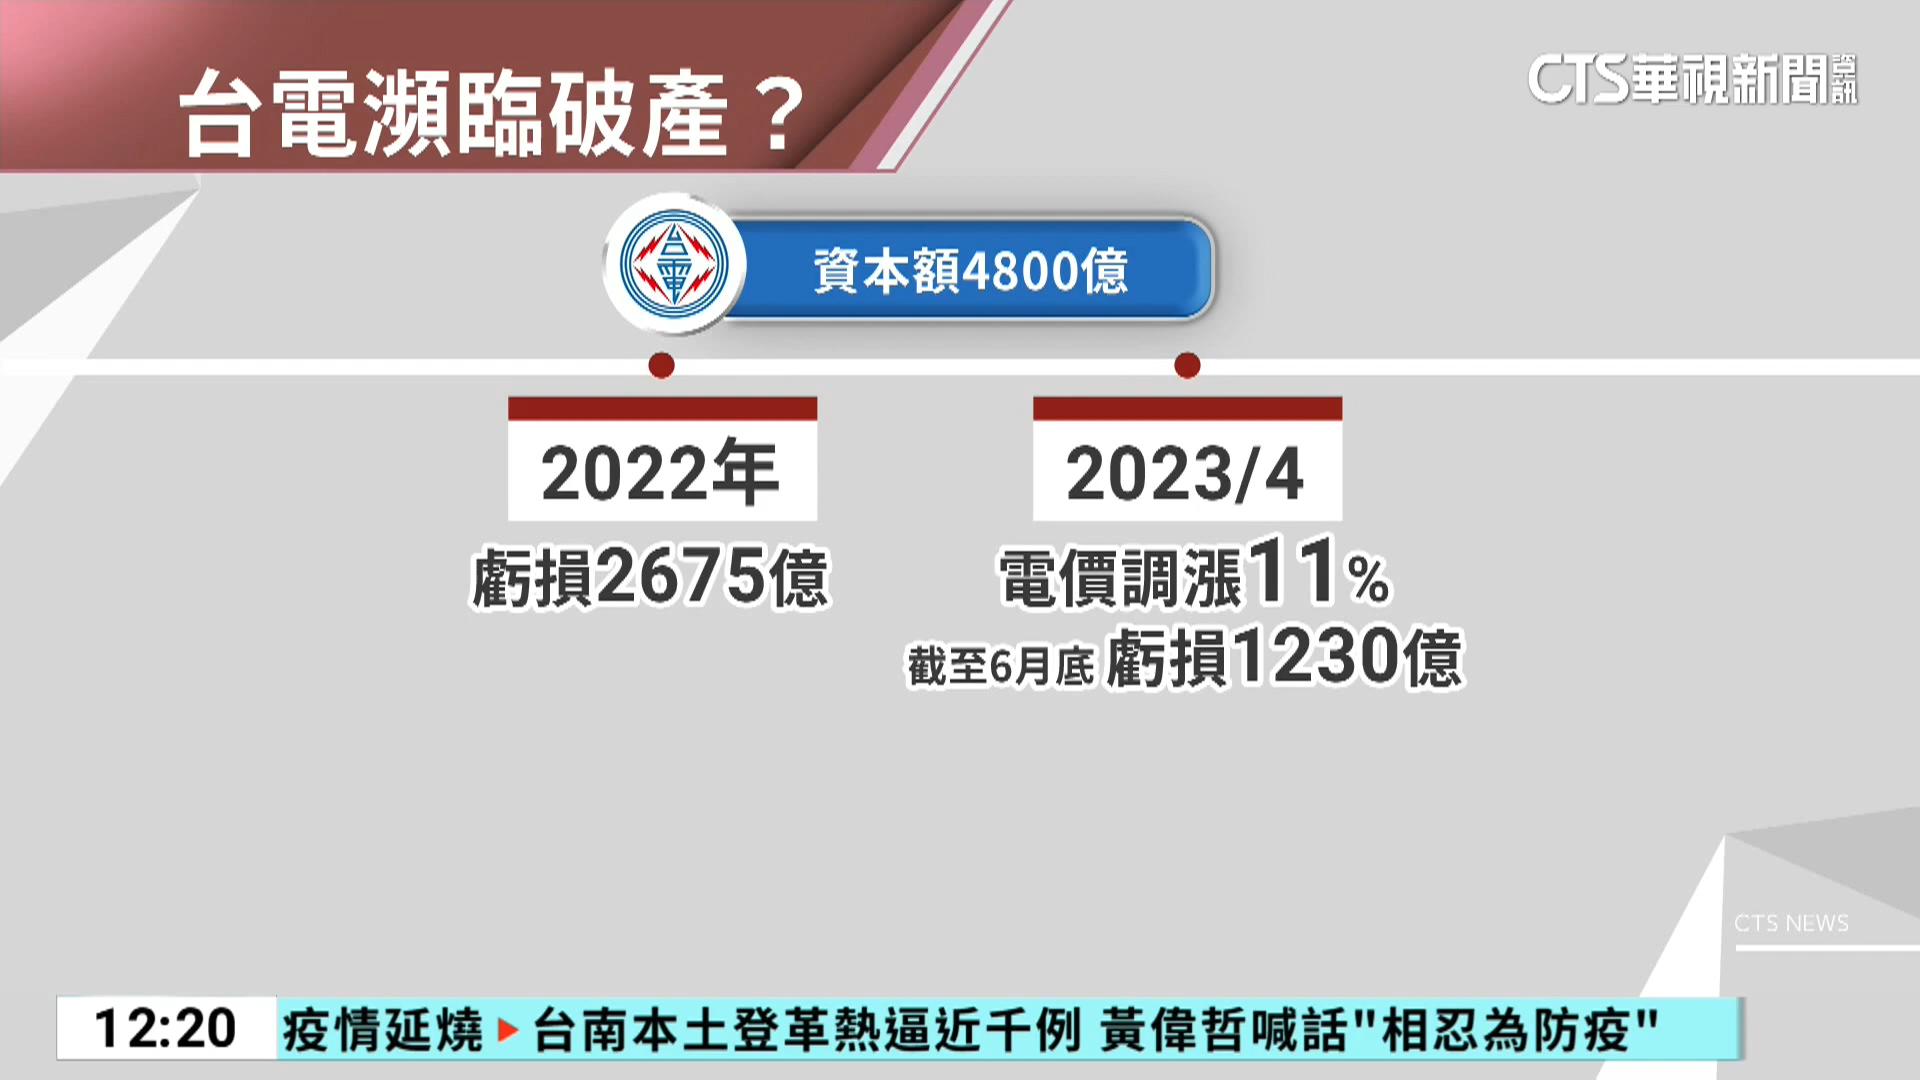 台電瀕臨破產？
CTS華視新聞資訊
台電
資本額4800億
2022年
虧損2675億
2023/4
電價調漲11%
截至6月底 虧損1230億
CTS NEWS
12:20 疫情延燒▶台南本土登革熱逼近千例 黃偉哲喊話"相忍為防疫"